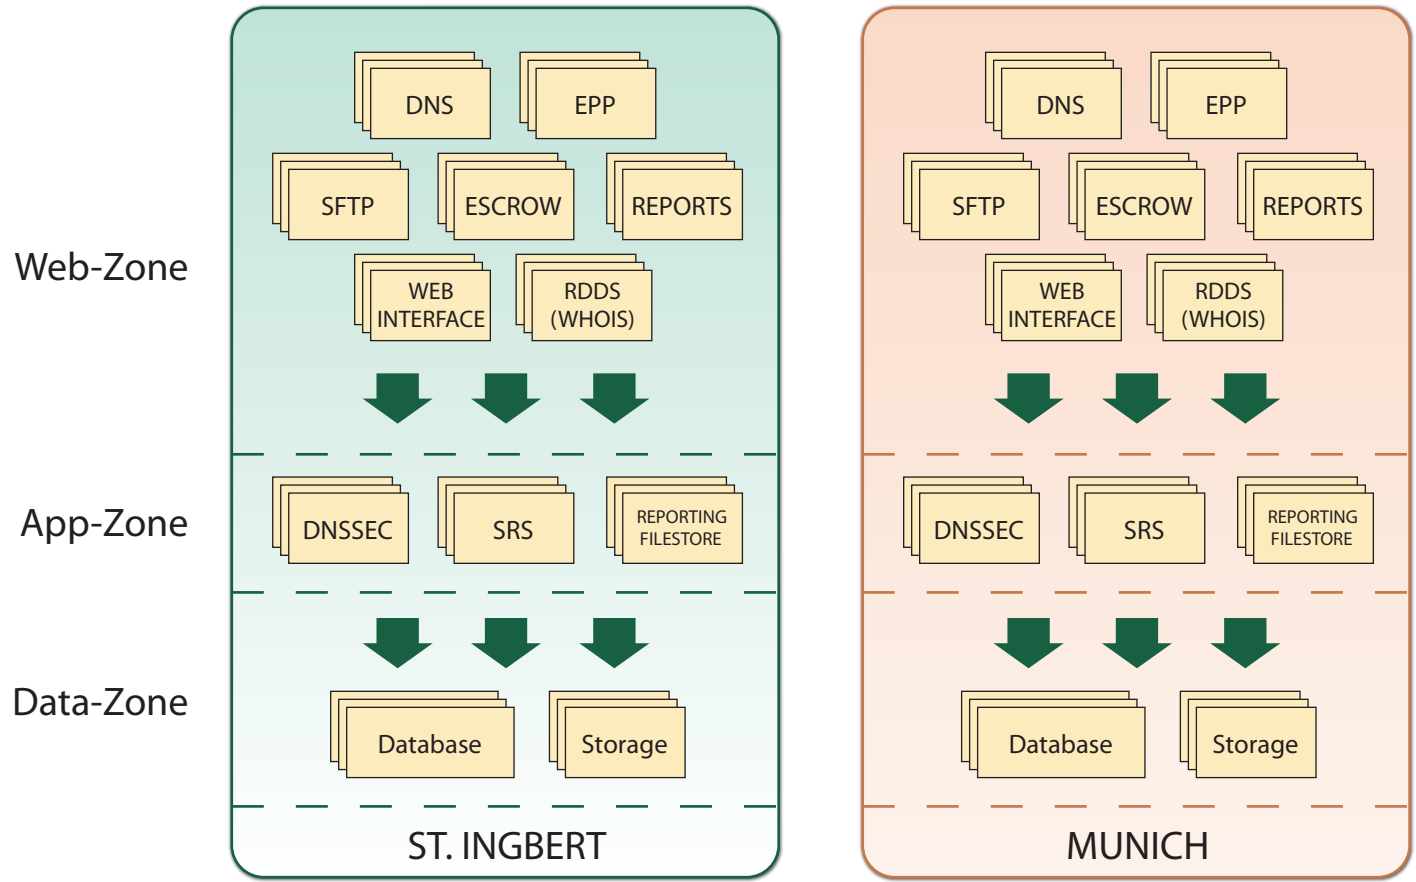 Web-Zone
App-Zone
Data-Zone
DNS
EPP
SFTP
ESCROW
REPORTS
WEB
INTERFACE
RDDS
(WHOIS)
DNSSEC
SRS
REPORTING
FILESTORE
Database
Storage
ST. INGBERT
DNS
EPP
SFTP
ESCROW
REPORTS
WEB
INTERFACE
RDDS
(WHOIS)
DNSSEC
SRS
REPORTING
FILESTORE
Database
Storage
MUNICH